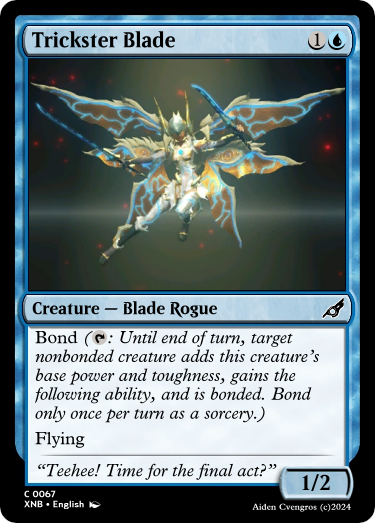 Trickster Blade 1
Creature — Blade Rogue
Bond (: Until end of turn, target
nonbonded creature adds this creature's
base power and toughness, gains the
following ability, and is bonded. Bond
only once per turn as a sorcery.)
Flying
“Teehee! Time for the final act?”
1/2
C 0067
XNB • English
Aiden Cvengros (c)2024